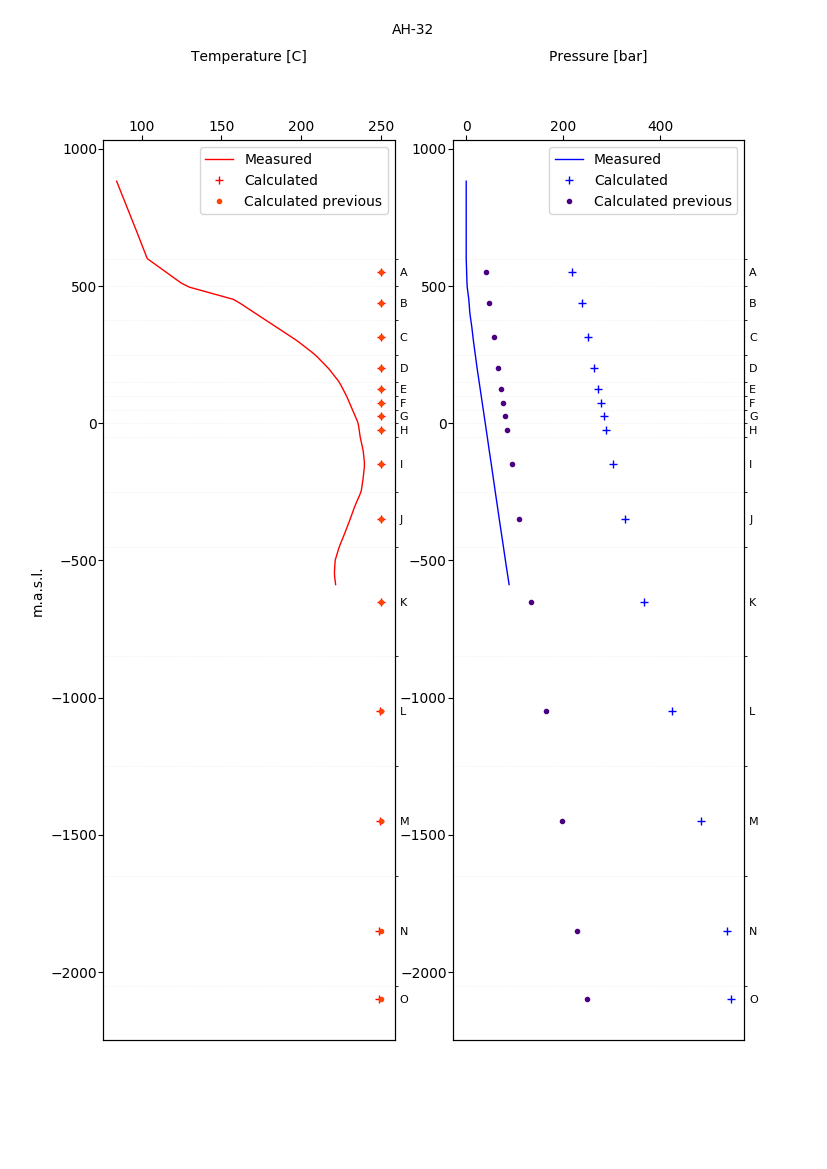 AH-32
Temperature [C]
Pressure [bar]
100 150 200 250
0 200 400
1000
500
0
−500
−1000
−1500
−2000
m.a.s.l.
Measured
Calculated
Calculated previous
A
B
C
D
E
F
G
H
I
J
K
L
M
N
O
1000
500
0
−500
−1000
−1500
−2000
Measured
Calculated
Calculated previous
A
B
C
D
E
F
G
H
I
J
K
L
M
N
O